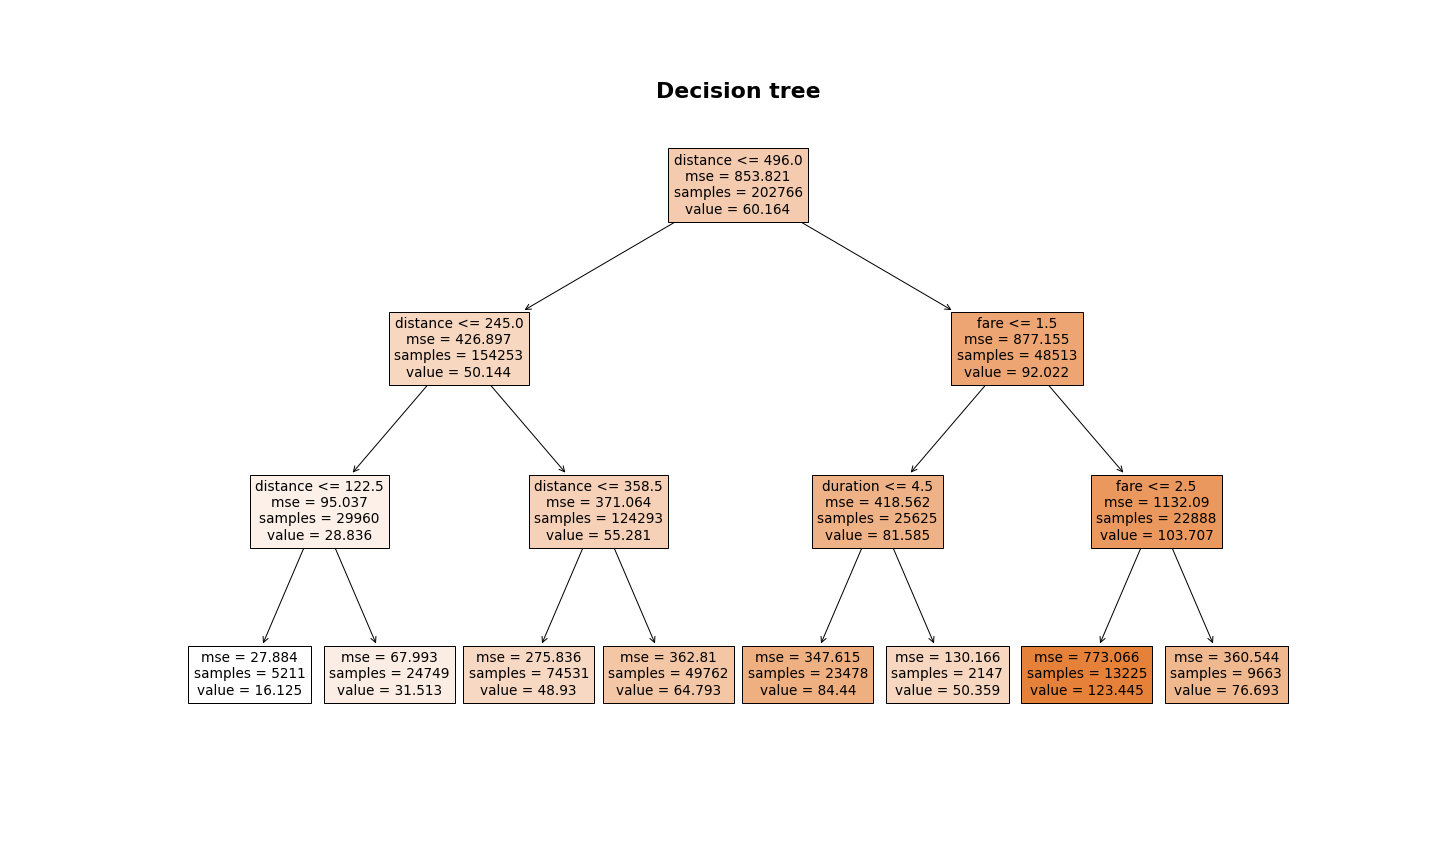 Decision tree
distance <= 496.0
mse = 853.821
samples = 202766
value = 60.164
distance <= 245.0
mse = 426.897
samples = 154253
value = 50.144
fare <= 1.5
mse = 877.155
samples = 48513
value = 92.022
distance <= 122.5
mse = 95.037
samples = 29960
value = 28.836
distance <= 358.5
mse = 371.064
samples = 124293
value = 55.281
duration <= 4.5
mse = 418.562
samples = 25625
value = 81.585
fare <= 2.5
mse = 1132.09
samples = 22888
value = 103.707
mse = 27.884
samples = 5211
value = 16.125
mse = 67.993
samples = 24749
value = 31.513
mse = 275.836
samples = 74531
value = 48.93
mse = 362.81
samples = 49762
value = 64.793
mse = 347.615
samples = 23478
value = 84.44
mse = 130.166
samples = 2147
value = 50.359
mse = 773.066
samples = 13225
value = 123.445
mse = 360.544
samples = 9663
value = 76.693